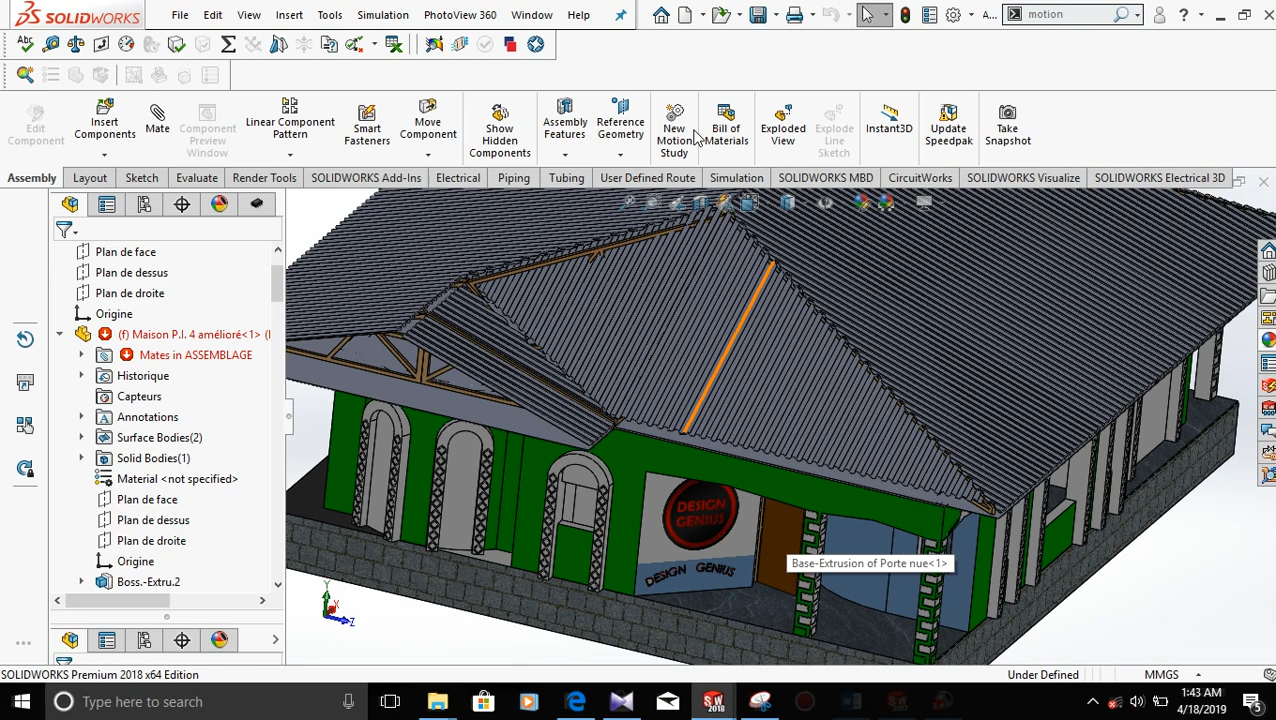 SOLIDWORKS File Edit View Insert Tools Simulation PhotoView 360 Window Help A... motion ?
Abc
Edit Component
Insert Components
Mate
Component Preview Window
Linear Component Pattern
Smart Fasteners
Move Component
Show Hidden Components
Assembly Features
Reference Geometry
New Motion Study
Bill of Materials
Exploded View
Explode Line Sketch
Instant3D
Update Speedpak
Take Snapshot
Assembly Layout Sketch Evaluate Render Tools SOLIDWORKS Add-Ins Electrical Piping Tubing User Defined Route Simulation SOLIDWORKS MBD CircuitWorks SOLIDWORKS Visualize SOLIDWORKS Electrical 3D
Plan de face
Plan de dessus
Plan de droite
Origine
(f) Maison P.I. 4 amélioré<1> (
Mates in ASSEMBLAGE
Historique
Capteurs
Annotations
Surface Bodies(2)
Solid Bodies(1)
Material <not specified>
Plan de face
Plan de dessus
Plan de droite
Origine
Boss.-Extru.2
DESIGN
GENIUS
DESIGN GENIUS
Base-Extrusion of Porte nue<1>
Y
X
Z
SOLIDWORKS Premium 2018 x64 Edition Under Defined MMGS
Type here to search
SW
2018
1:43 AM
4/18/2019
5